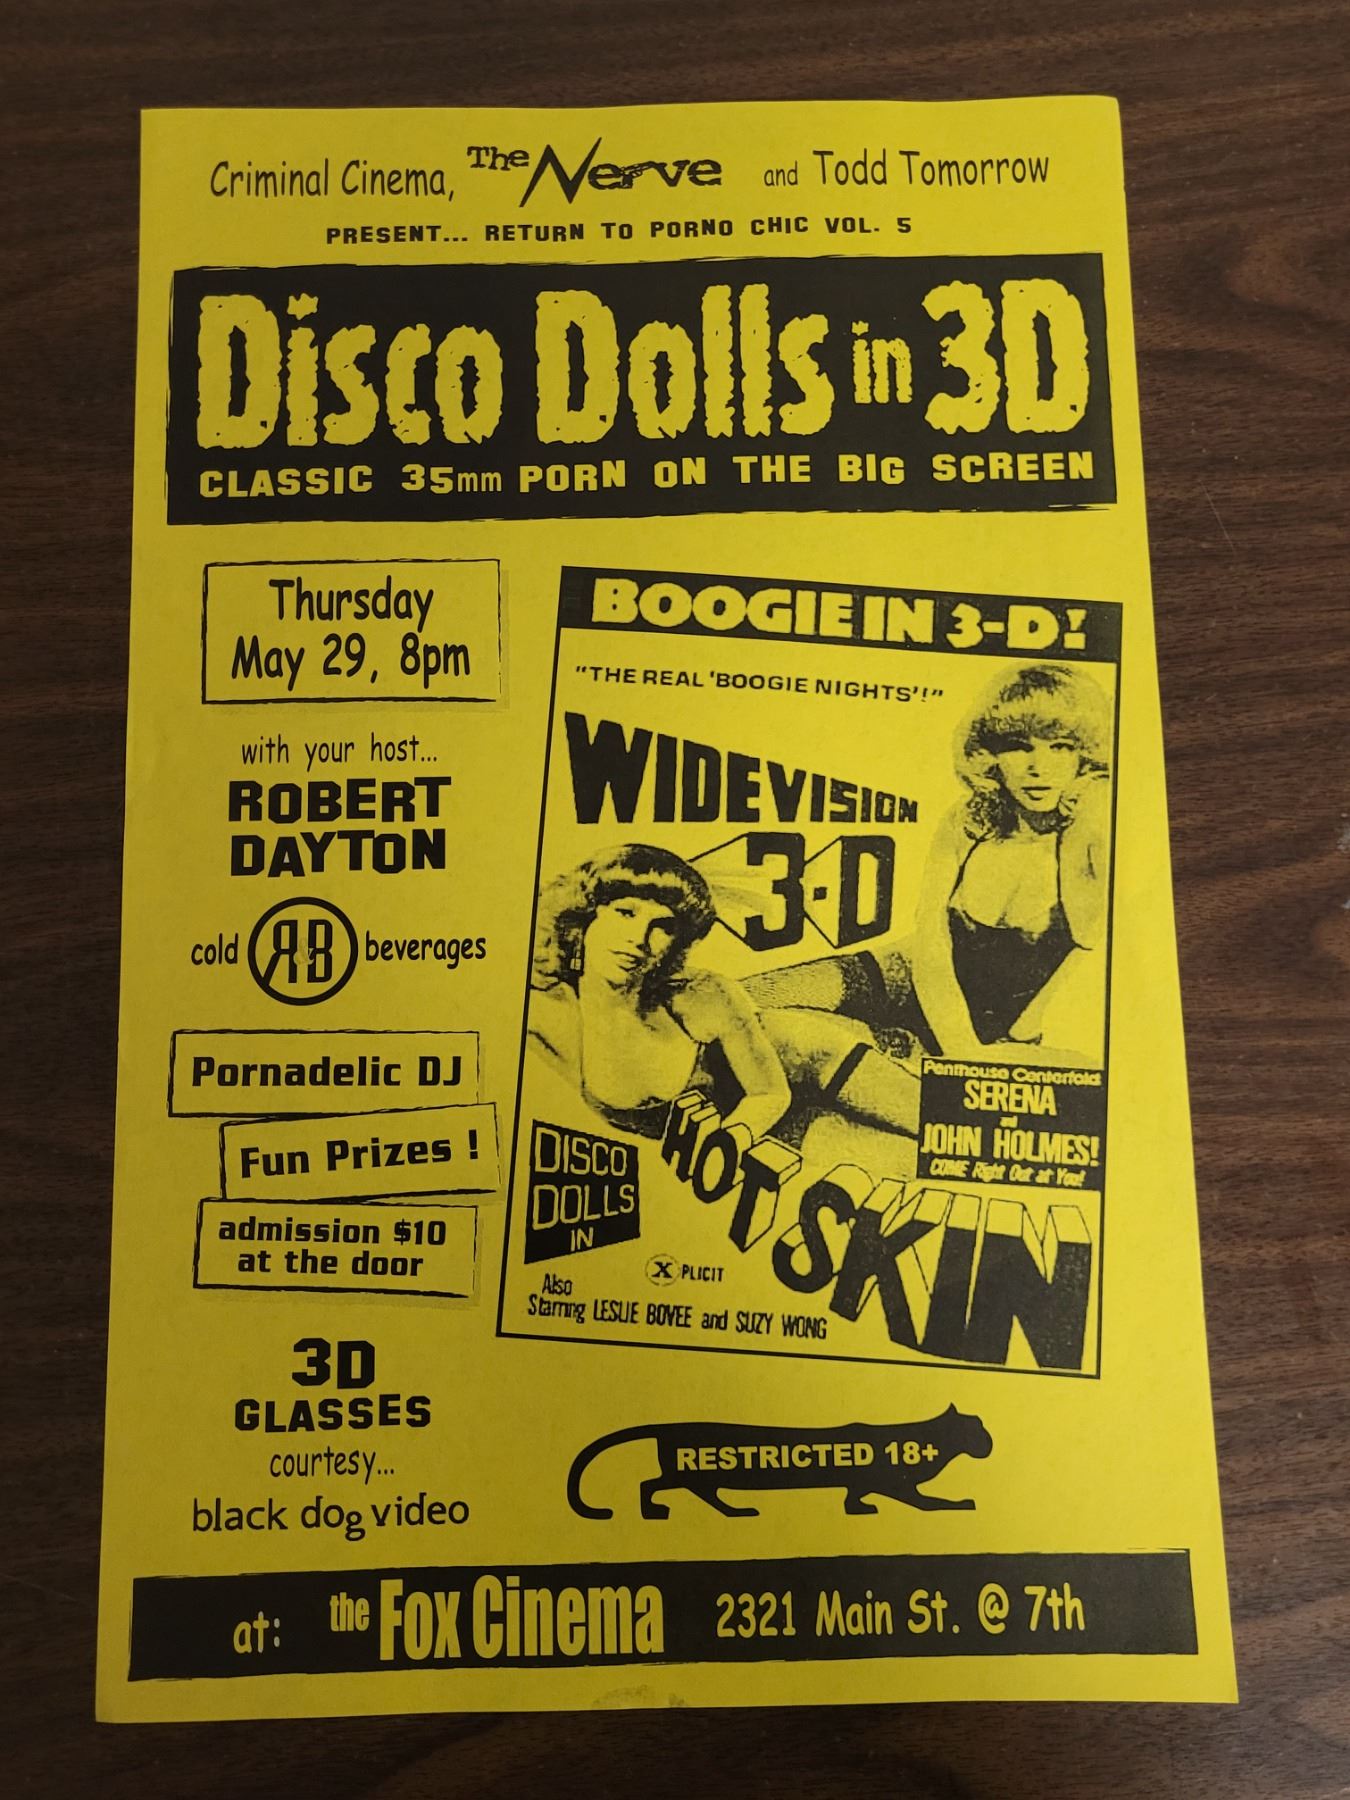 Criminal Cinema, The Nerve and Todd Tomorrow
PRESENT... RETURN TO PORNO CHIC VOL. 5
Disco Dolls in 3D
CLASSIC 35mm PORN ON THE BIG SCREEN
Thursday
May 29, 8pm
with your host...
ROBERT
DAYTON
cold R&B beverages
Pornadelic DJ
Fun Prizes !
admission $10
at the door
3D
GLASSES
courtesy...
black dog video
BOOGIE IN 3-D!
"THE REAL 'BOOGIE NIGHTS'!"
WIDEVISION
3-D
Penthouse Centerfold
SERENA
and
JOHN HOLMES!
COME Right Out at You!
DISCO
DOLLS
IN
HOT SKIN
X PLICIT
Also
Starring LESLIE BOVEE and SUZY WONG
RESTRICTED 18+
at: the Fox Cinema 2321 Main St. @ 7th